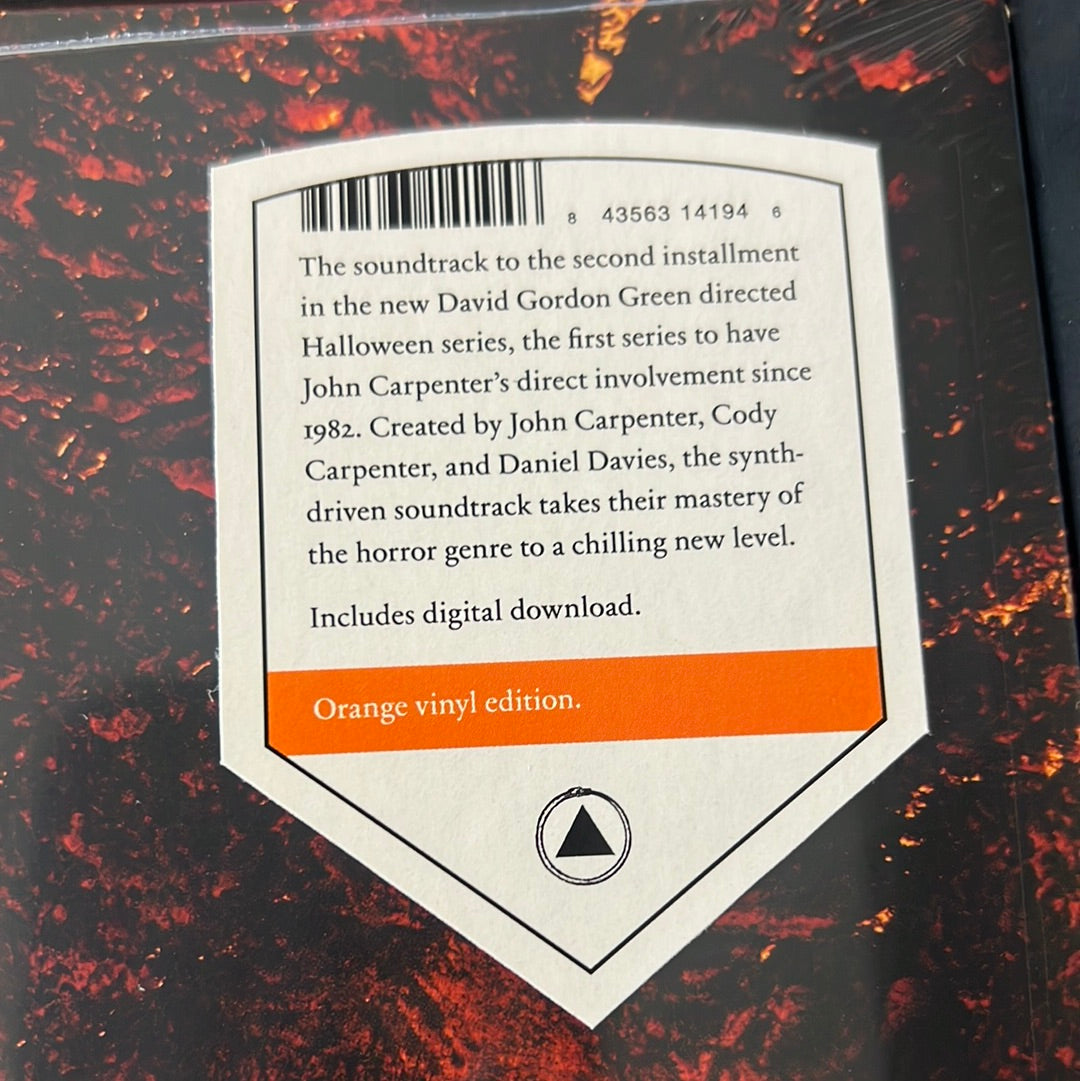 8 43563 14194 6
The soundtrack to the second installment
in the new David Gordon Green directed
Halloween series, the first series to have
John Carpenter’s direct involvement since
1982. Created by John Carpenter, Cody
Carpenter, and Daniel Davies, the synth-
driven soundtrack takes their mastery of
the horror genre to a chilling new level.
Includes digital download.
Orange vinyl edition.